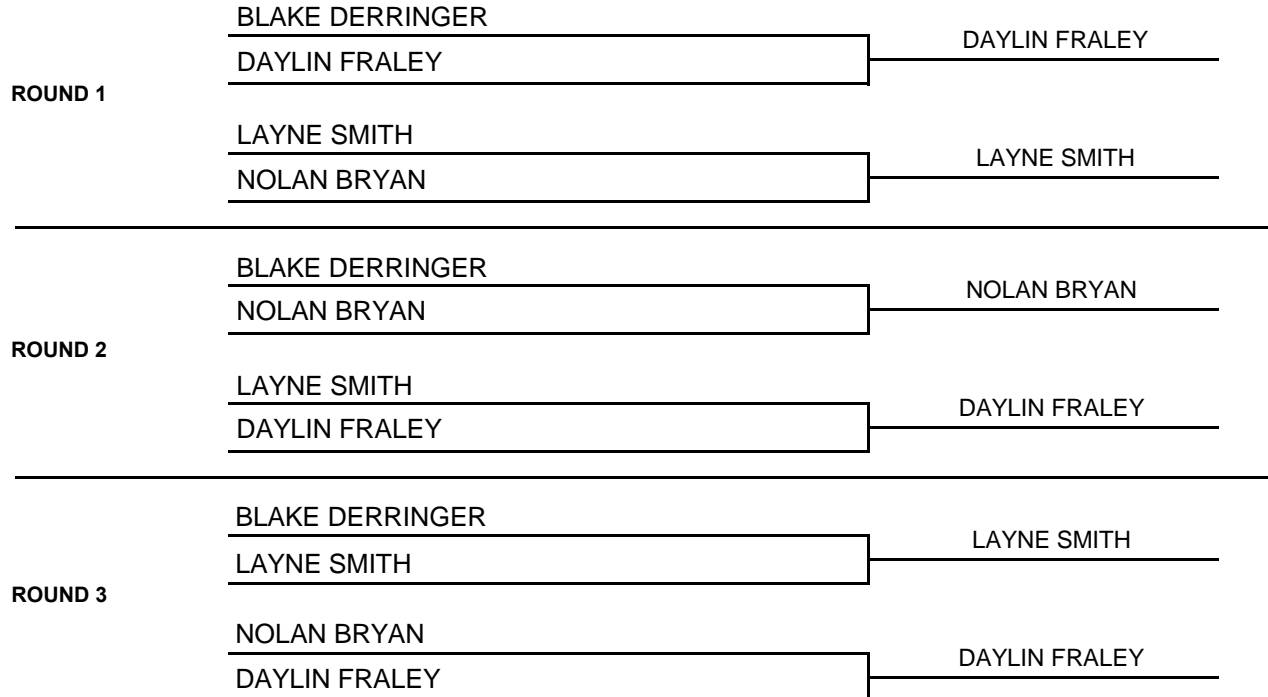 BLAKE DERRINGER
DAYLIN FRALEY
DAYLIN FRALEY
ROUND 1
LAYNE SMITH
LAYNE SMITH
NOLAN BRYAN
BLAKE DERRINGER
NOLAN BRYAN
NOLAN BRYAN
ROUND 2
LAYNE SMITH
DAYLIN FRALEY
DAYLIN FRALEY
BLAKE DERRINGER
LAYNE SMITH
LAYNE SMITH
ROUND 3
NOLAN BRYAN
DAYLIN FRALEY
DAYLIN FRALEY